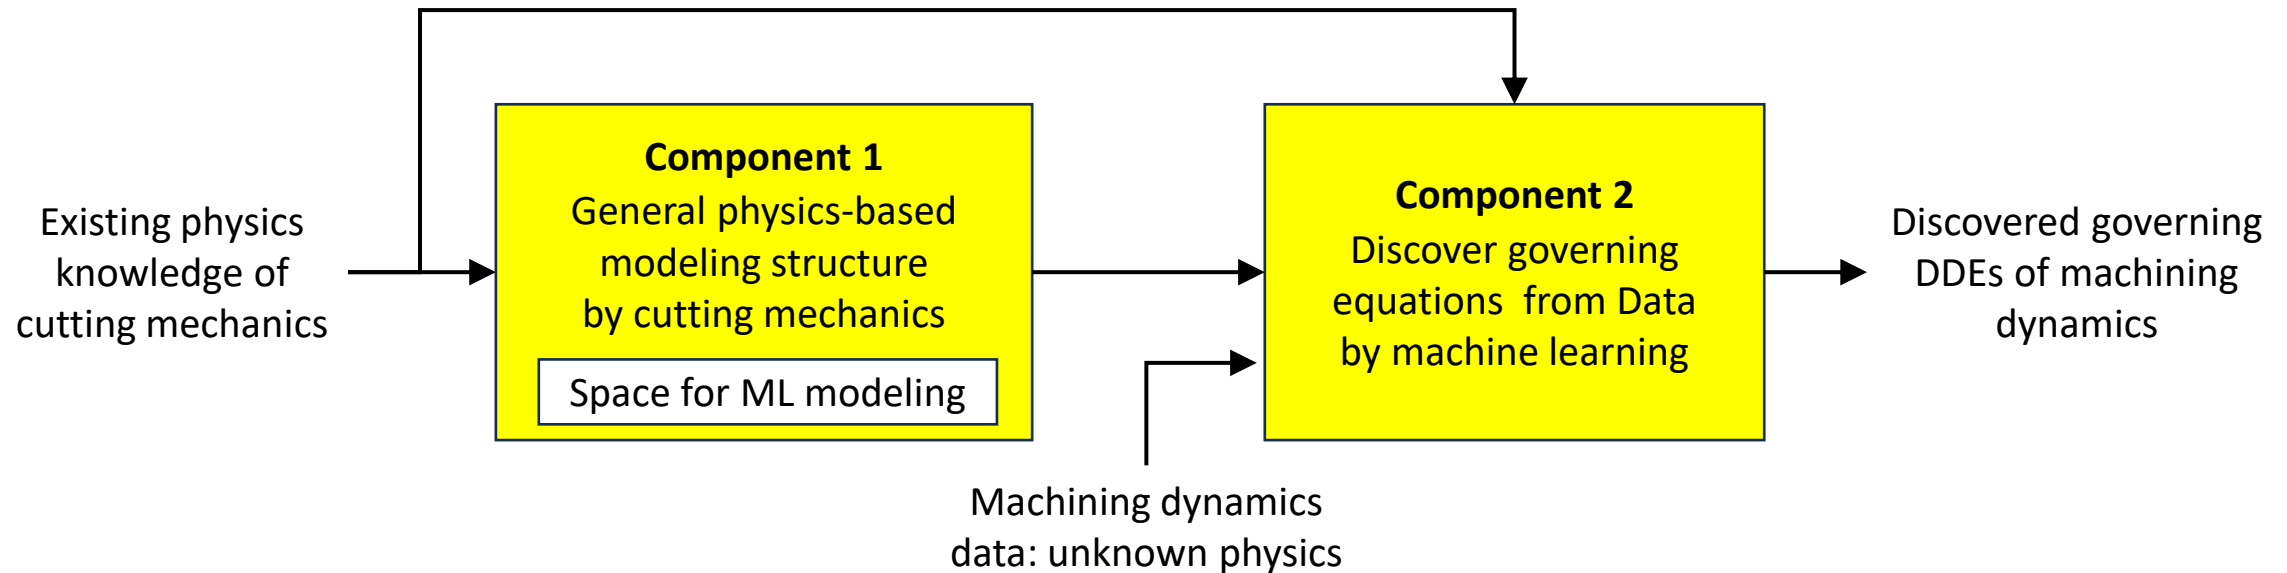 Existing physics
knowledge of
cutting mechanics
Component 1
General physics-based
modeling structure
by cutting mechanics
Space for ML modeling
Component 2
Discover governing
equations  from Data
by machine learning
Machining dynamics
data: unknown physics
Discovered governing
DDEs of machining
dynamics